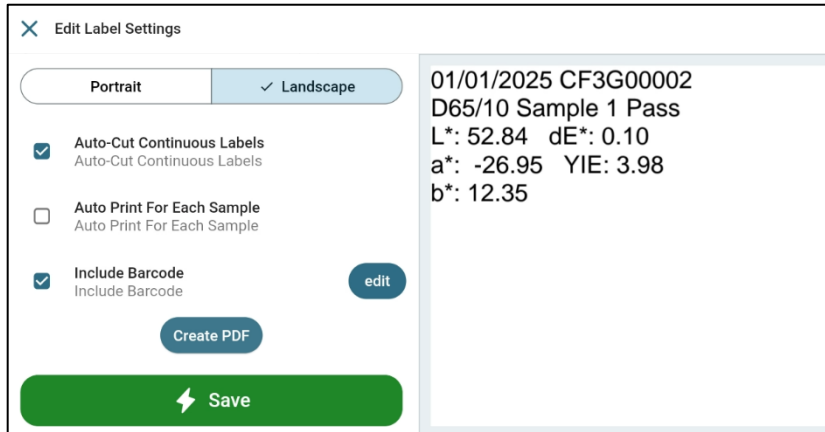 Edit Label Settings
Portrait
Landscape
Auto-Cut Continuous Labels
Auto-Cut Continuous Labels
Auto Print For Each Sample
Auto Print For Each Sample
Include Barcode
Include Barcode
edit
Create PDF
Save
01/01/2025 CF3G00002
D65/10 Sample 1 Pass
L*: 52.84 dE*: 0.10
a*: -26.95 YIE: 3.98
b*: 12.35